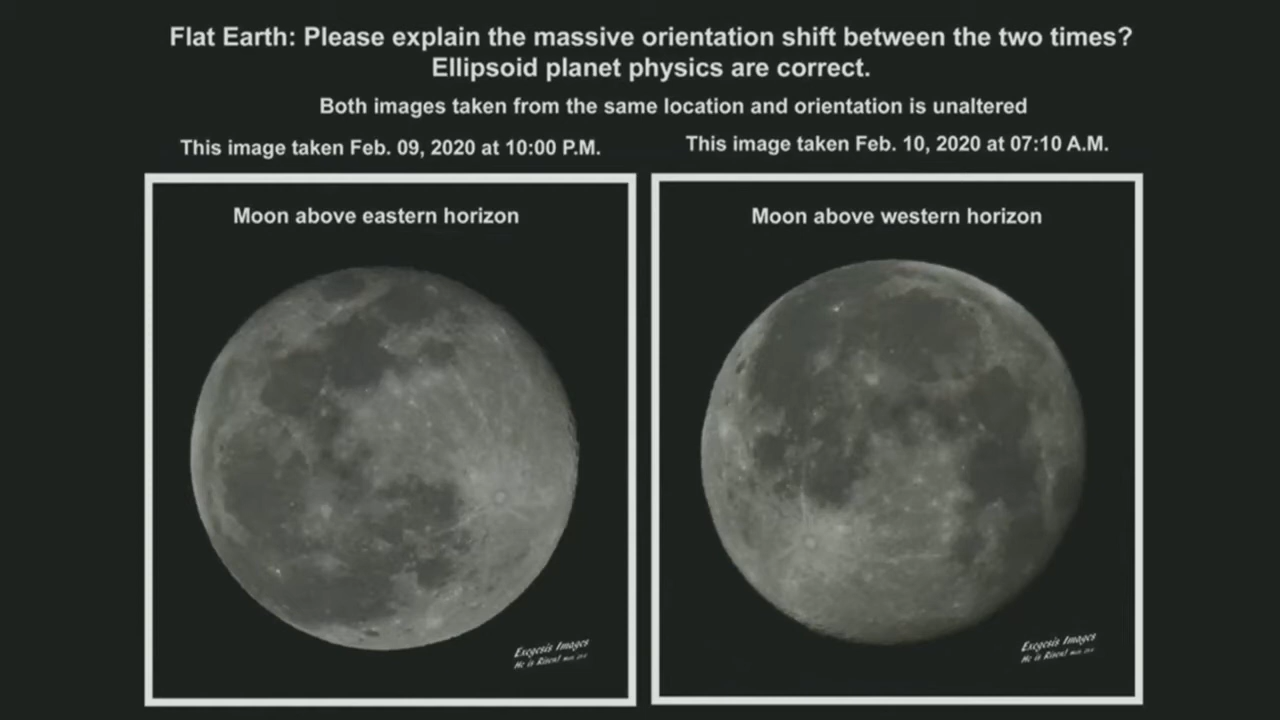 Flat Earth: Please explain the massive orientation shift between the two times?
Ellipsoid planet physics are correct.
Both images taken from the same location and orientation is unaltered
This image taken Feb. 09, 2020 at 10:00 P.M.
This image taken Feb. 10, 2020 at 07:10 A.M.
Moon above eastern horizon
Moon above western horizon
Exegesis Images
He is Risen!
Exegesis Images
He is Risen!